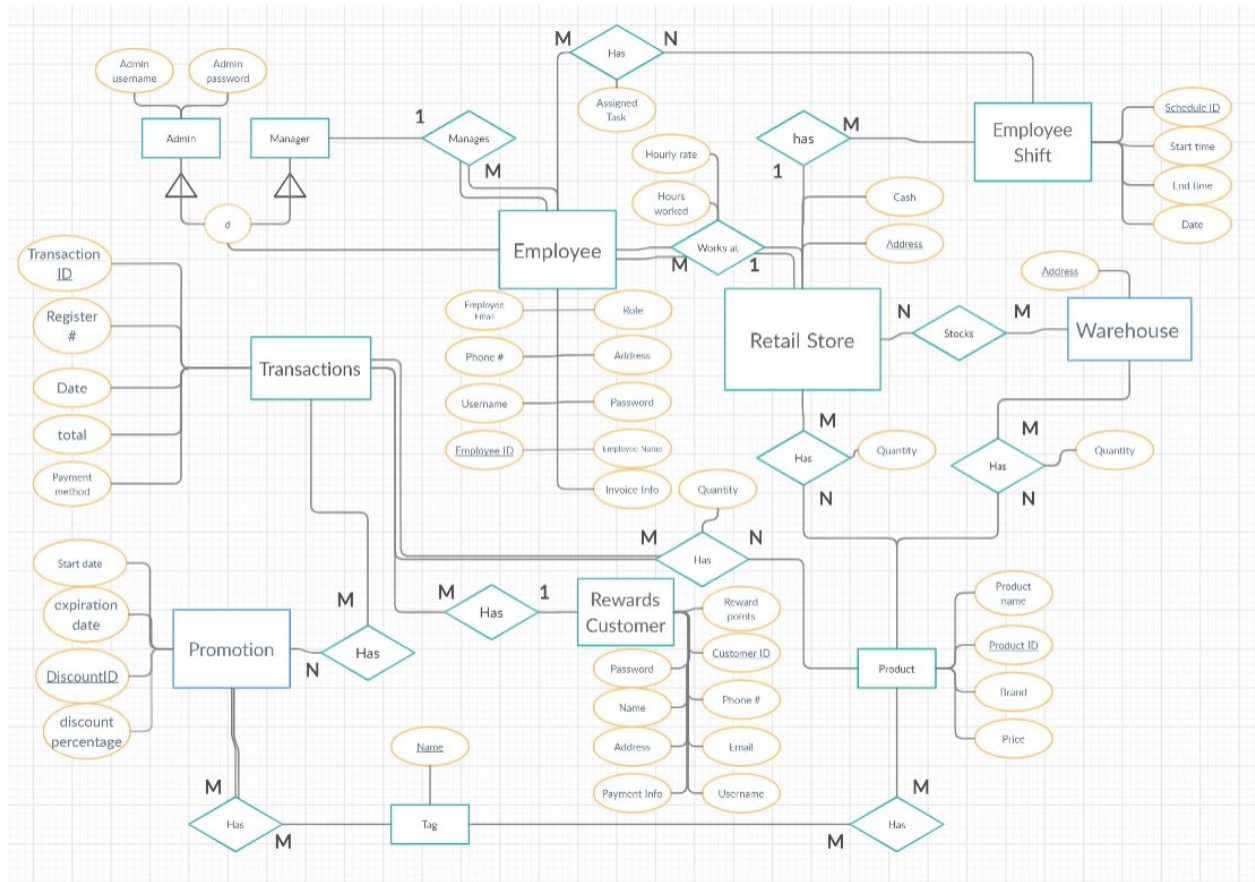 M
Has
N
Admin
username
Admin
password
Assigned
Task
Admin
Manager
1
Manages
M
has
M
1
Employee
Shift
Schedule ID
Start time
End time
Date
Hourly rate
Hours
worked
Cash
Address
d
Employee
Works at
M
1
Transaction
ID
Register
#
Date
total
Payment
method
Transactions
Employee
Email
Role
Phone #
Address
Username
Password
Employee ID
Employee Name
Invoice Info
Retail Store
N
Stocks
M
Address
Warehouse
M
Has
Quantity
N
M
Has
Quantity
N
Quantity
M
Has
N
Start date
expiration
date
DiscountID
discount
percentage
Promotion
M
N
Has
M
Has
1
Rewards
Customer
Reward
points
Customer ID
Password
Name
Phone #
Address
Email
Payment Info
Username
Product
Product
name
Product ID
Brand
Price
Name
M
Has
M
Tag
M
Has
M